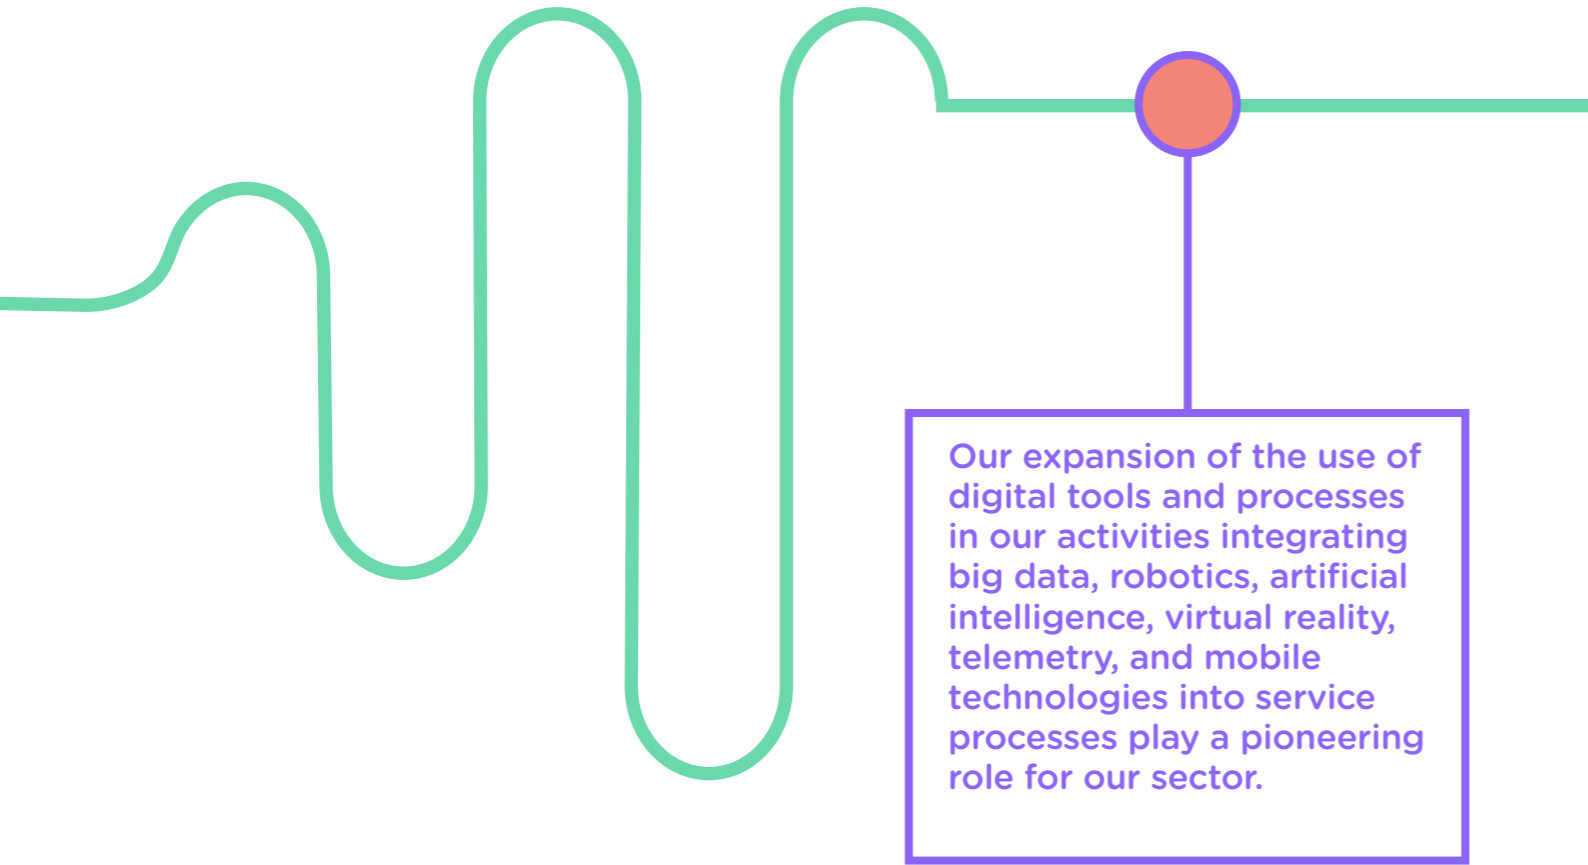 Our expansion of the use of
digital tools and processes
in our activities integrating
big data, robotics, artificial
intelligence, virtual reality,
telemetry, and mobile
technologies into service
processes play a pioneering
role for our sector.